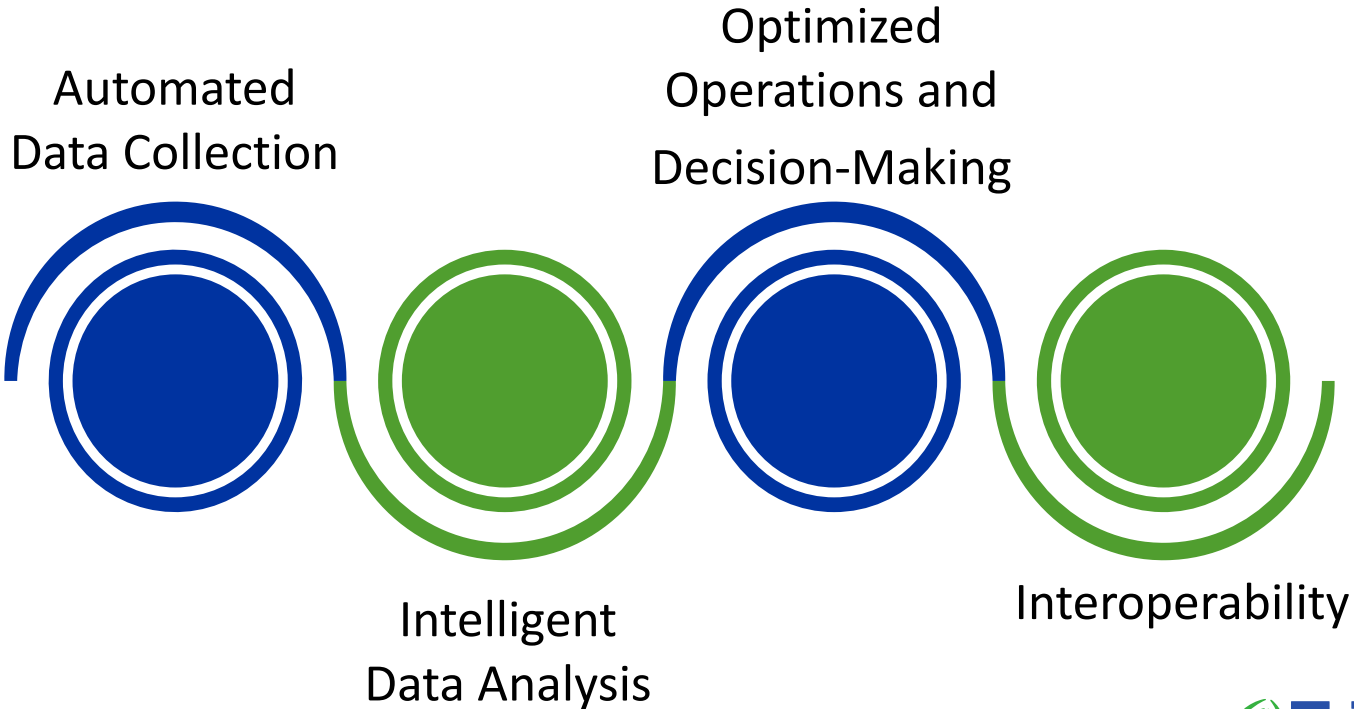 Automated
Data Collection
Intelligent
Data Analysis
Optimized
Operations and
Decision-Making
Interoperability